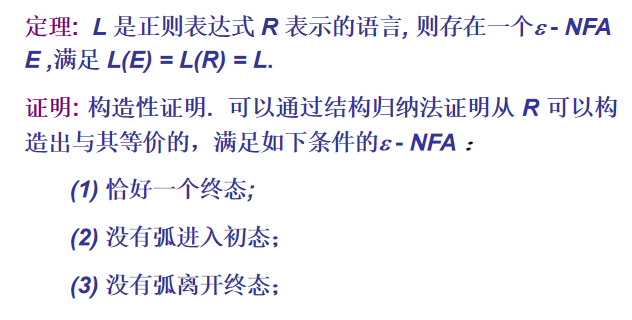 定理: L 是正则表达式 R 表示的语言, 则存在一个ε - NFA
E ,满足 L(E) = L(R) = L.
证明: 构造性证明. 可以通过结构归纳法证明从 R 可以构
造出与其等价的，满足如下条件的ε - NFA ：
(1) 恰好一个终态;
(2) 没有弧进入初态；
(3) 没有弧离开终态；